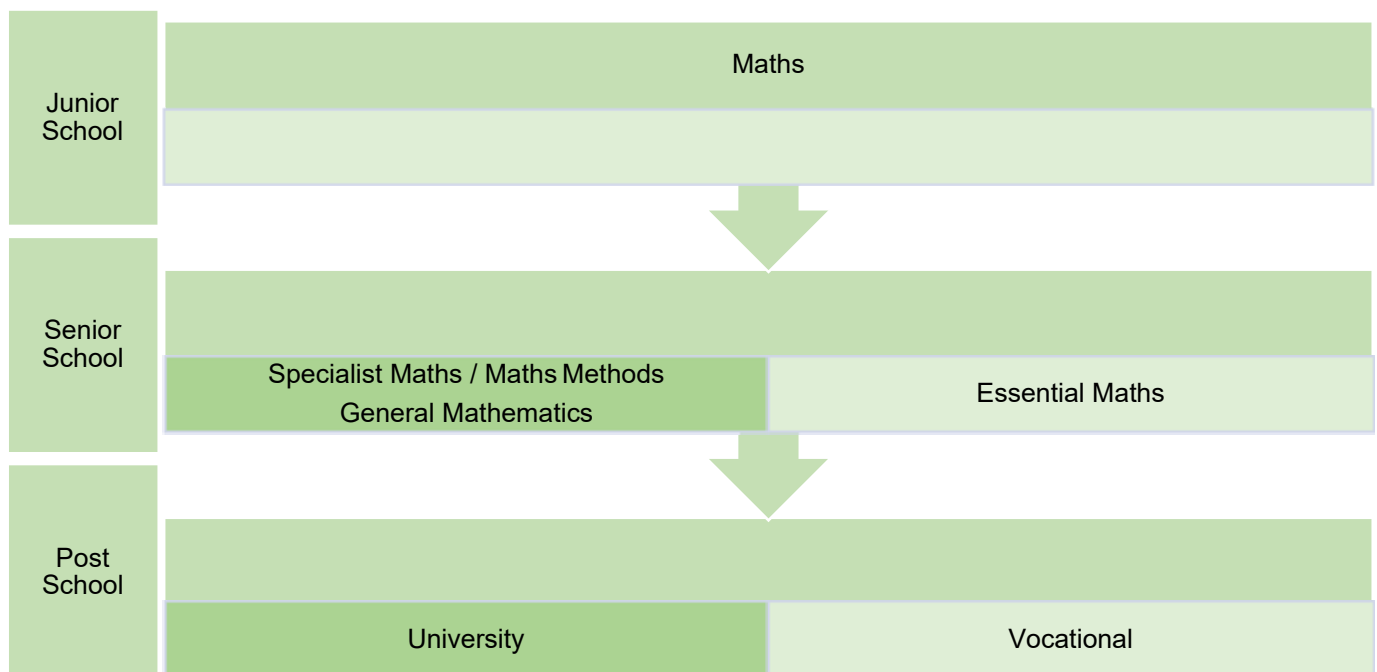 Junior
School
Maths
Senior
School
Specialist Maths / Maths Methods
General Mathematics
Essential Maths
Post
School
University
Vocational